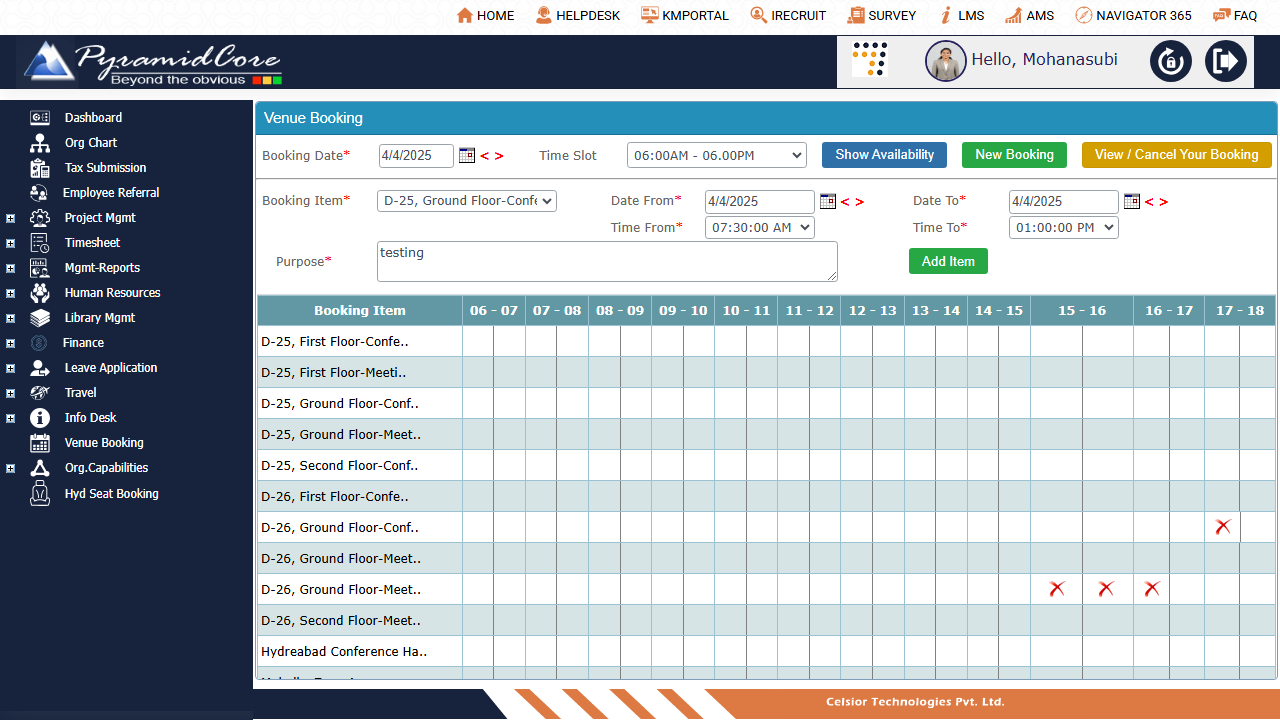 HOME HELPDESK KMPORTAL IRECRUIT SURVEY LMS AMS NAVIGATOR 365 FAQ
PyramidCore
Beyond the obvious
Hello, Mohanasubi
Dashboard
Org Chart
Tax Submission
Employee Referral
Project Mgmt
Timesheet
Mgmt-Reports
Human Resources
Library Mgmt
Finance
Leave Application
Travel
Info Desk
Venue Booking
Org.Capabilities
Hyd Seat Booking
Venue Booking
Booking Date* 4/4/2025 < > Time Slot 06:00AM - 06.00PM Show Availability New Booking View / Cancel Your Booking
Booking Item* D-25, Ground Floor-Confe Date From* 4/4/2025 < > Date To* 4/4/2025 < >
Time From* 07:30:00 AM Time To* 01:00:00 PM
Purpose* testing Add Item
Booking Item 06 - 07 07 - 08 08 - 09 09 - 10 10 - 11 11 - 12 12 - 13 13 - 14 14 - 15 15 - 16 16 - 17 17 - 18
D-25, First Floor-Confe..
D-25, First Floor-Meeti..
D-25, Ground Floor-Conf..
D-25, Ground Floor-Meet..
D-25, Second Floor-Conf..
D-26, First Floor-Confe..
D-26, Ground Floor-Conf..
D-26, Ground Floor-Meet..
D-26, Ground Floor-Meet..
D-26, Second Floor-Meet..
Hydreabad Conference Ha..
Celsior Technologies Pvt. Ltd.